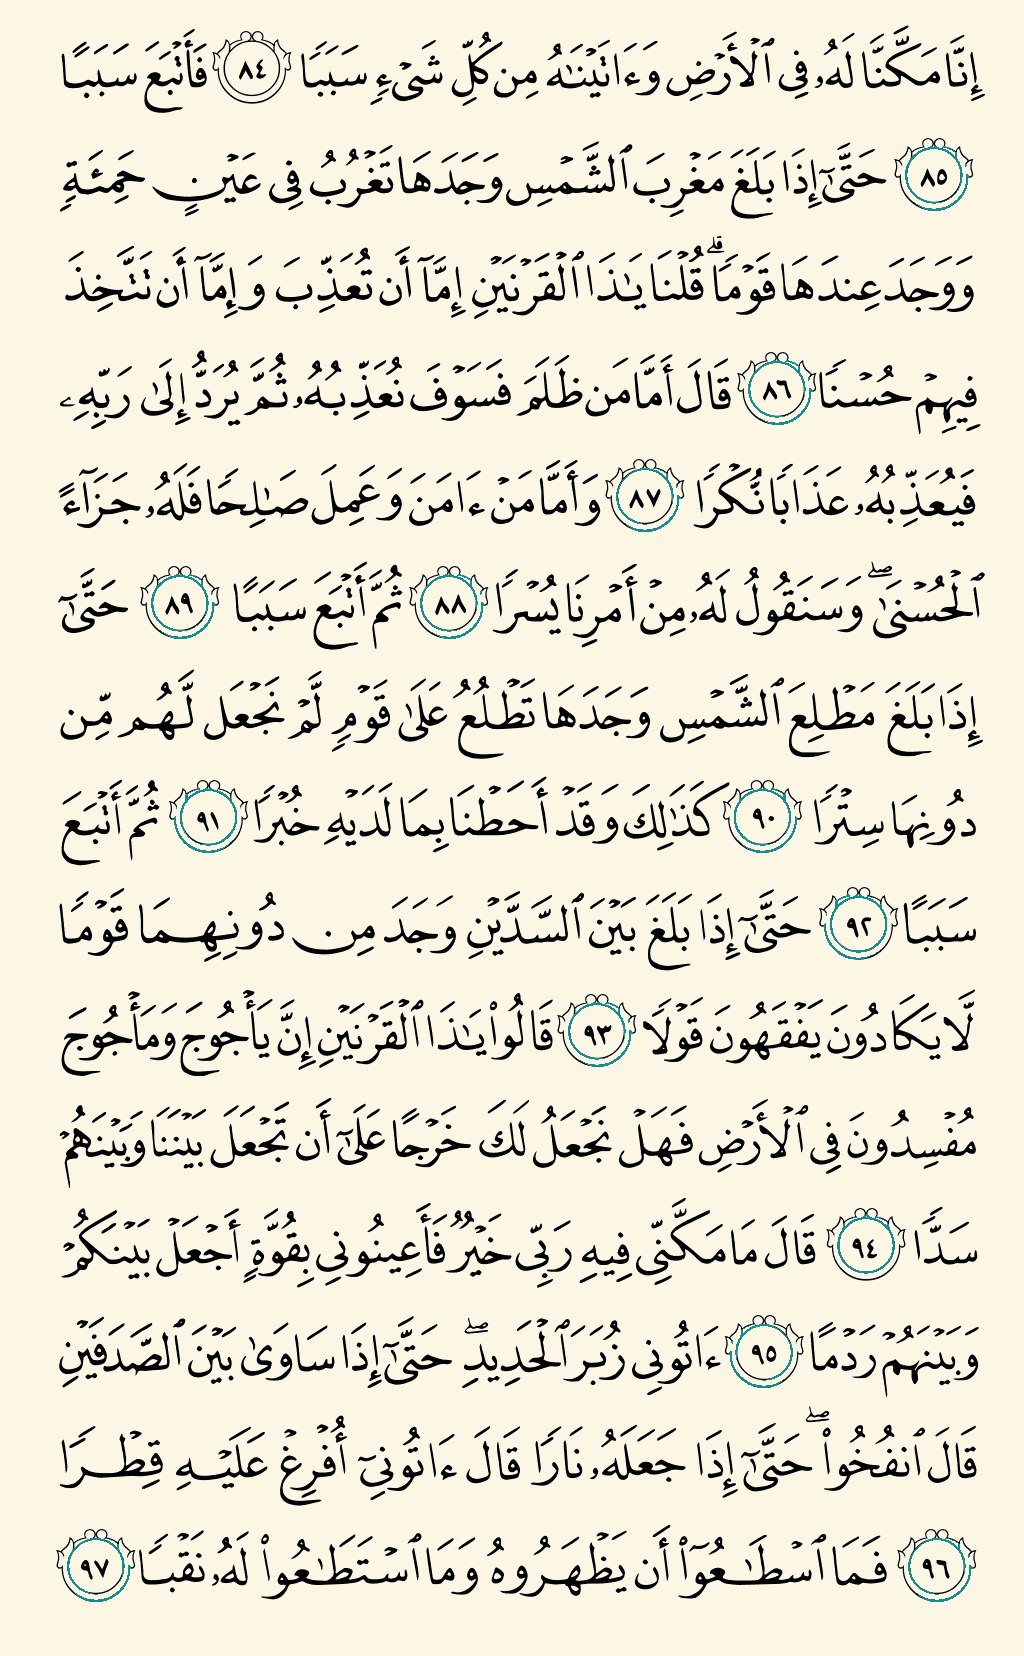 إِنَّا مَكَّنَّا لَهُۥ فِى ٱلْأَرْضِ وَءَاتَيْنَـٰهُ مِن كُلِّ شَىْءٍ سَبَبًا ٨٤ فَأَتْبَعَ سَبَبًا
٨٥ حَتَّىٰٓ إِذَا بَلَغَ مَغْرِبَ ٱلشَّمْسِ وَجَدَهَا تَغْرُبُ فِى عَيْنٍ حَمِئَةٍ
وَوَجَدَ عِندَهَا قَوْمًا ۗ قُلْنَا يَـٰذَا ٱلْقَرْنَيْنِ إِمَّآ أَن تُعَذِّبَ وَإِمَّآ أَن تَتَّخِذَ
فِيهِمْ حُسْنًا ٨٦ قَالَ أَمَّا مَن ظَلَمَ فَسَوْفَ نُعَذِّبُهُۥ ثُمَّ يُرَدُّ إِلَىٰ رَبِّهِۦ
فَيُعَذِّبُهُۥ عَذَابًا نُّكْرًا ٨٧ وَأَمَّا مَنْ ءَامَنَ وَعَمِلَ صَـٰلِحًا فَلَهُۥ جَزَآءً
ٱلْحُسْنَىٰ ۖ وَسَنَقُولُ لَهُۥ مِنْ أَمْرِنَا يُسْرًا ٨٨ ثُمَّ أَتْبَعَ سَبَبًا ٨٩ حَتَّىٰٓ
إِذَا بَلَغَ مَطْلِعَ ٱلشَّمْسِ وَجَدَهَا تَطْلُعُ عَلَىٰ قَوْمٍ لَّمْ نَجْعَل لَّهُم مِّن
دُونِهَا سِتْرًا ٩٠ كَذَٰلِكَ وَقَدْ أَحَطْنَا بِمَا لَدَيْهِ خُبْرًا ٩١ ثُمَّ أَتْبَعَ
سَبَبًا ٩٢ حَتَّىٰٓ إِذَا بَلَغَ بَيْنَ ٱلسَّدَّيْنِ وَجَدَ مِن دُونِهِمَا قَوْمًا
لَّا يَكَادُونَ يَفْقَهُونَ قَوْلًا ٩٣ قَالُوا۟ يَـٰذَا ٱلْقَرْنَيْنِ إِنَّ يَأْجُوجَ وَمَأْجُوجَ
مُفْسِدُونَ فِى ٱلْأَرْضِ فَهَلْ نَجْعَلُ لَكَ خَرْجًا عَلَىٰٓ أَن تَجْعَلَ بَيْنَنَا وَبَيْنَهُمْ
سَدًّا ٩٤ قَالَ مَا مَكَّنِّى فِيهِ رَبِّى خَيْرٌ فَأَعِينُونِى بِقُوَّةٍ أَجْعَلْ بَيْنَكُمْ
وَبَيْنَهُمْ رَدْمًا ٩٥ ءَاتُونِى زُبَرَ ٱلْحَدِيدِ ۖ حَتَّىٰٓ إِذَا سَاوَىٰ بَيْنَ ٱلصَّدَفَيْنِ
قَالَ ٱنفُخُوا۟ ۖ حَتَّىٰٓ إِذَا جَعَلَهُۥ نَارًا قَالَ ءَاتُونِىٓ أُفْرِغْ عَلَيْهِ قِطْرًا
٩٦ فَمَا ٱسْطَـٰعُوٓا۟ أَن يَظْهَرُوهُ وَمَا ٱسْتَطَـٰعُوا۟ لَهُۥ نَقْبًا ٩٧